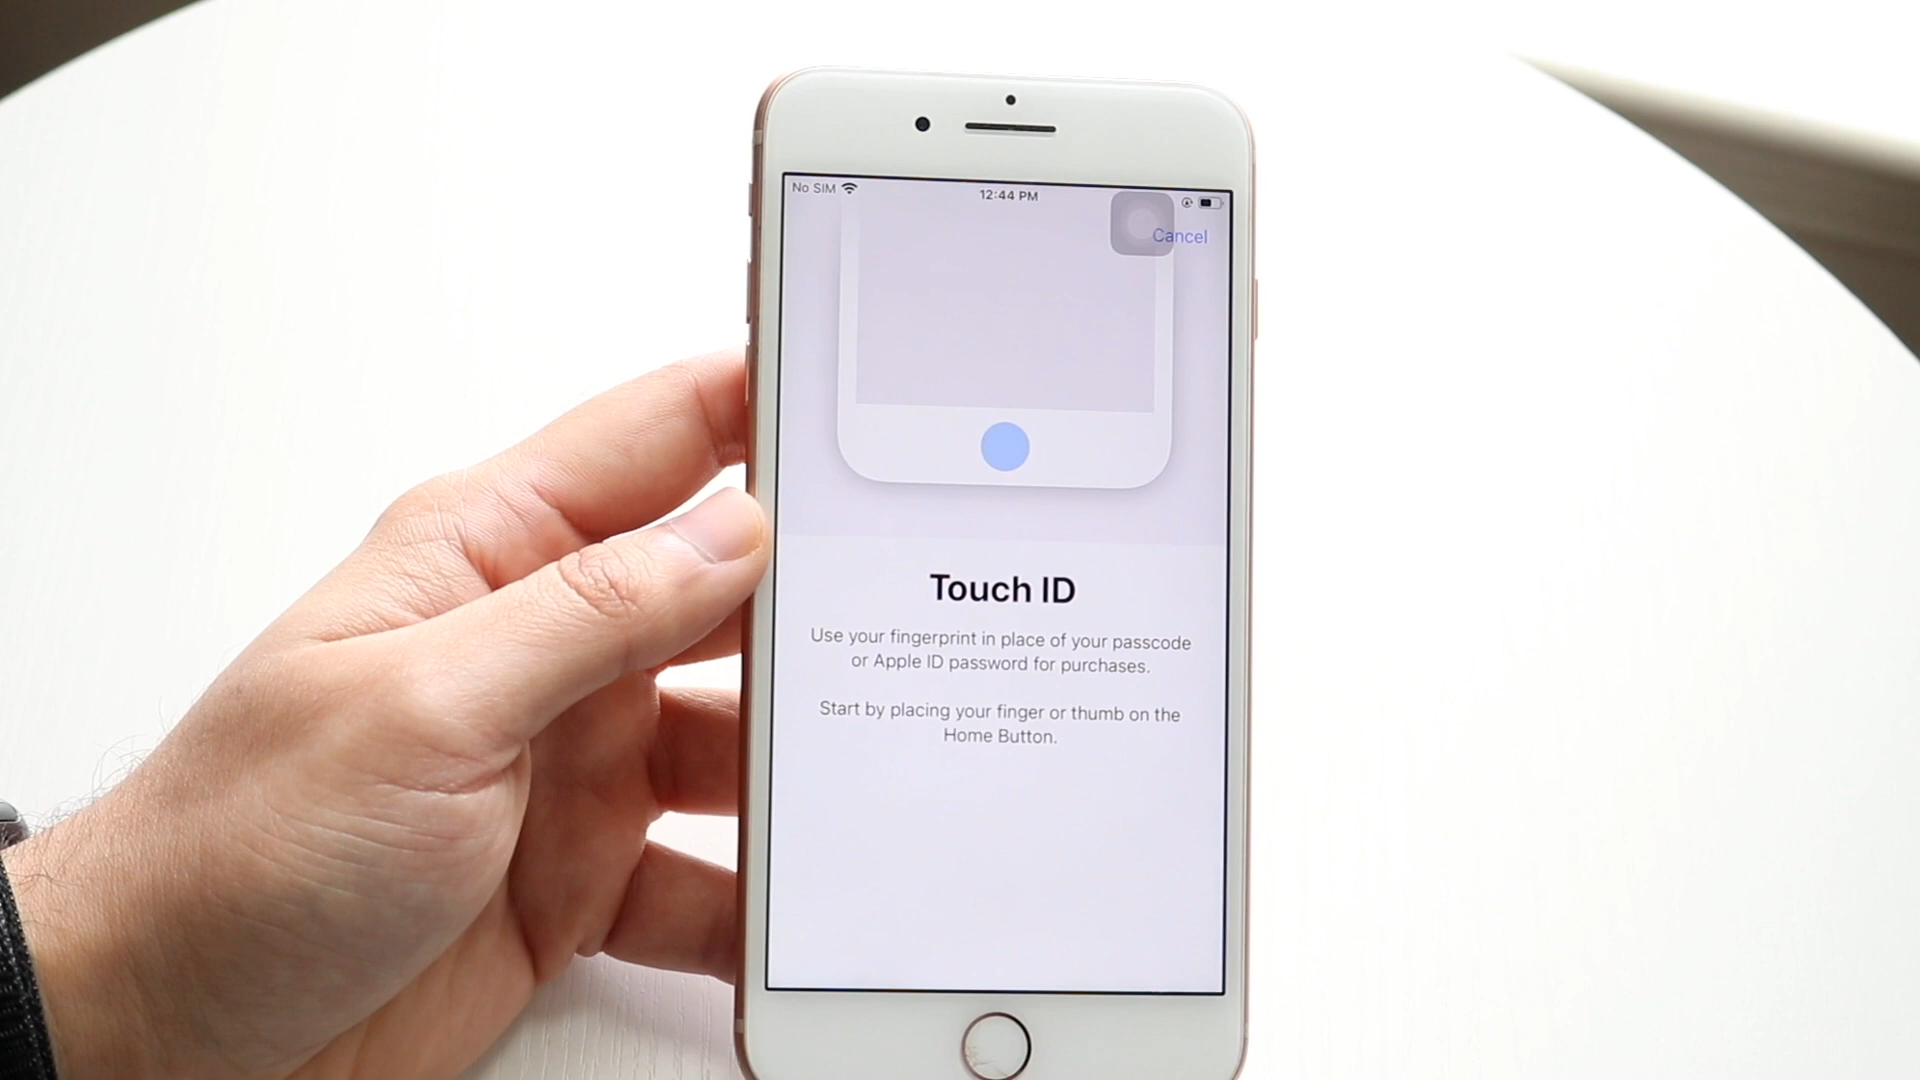 No SIM
12:44 PM
Cancel
Touch ID
Use your fingerprint in place of your passcode
or Apple ID password for purchases.
Start by placing your finger or thumb on the
Home Button.